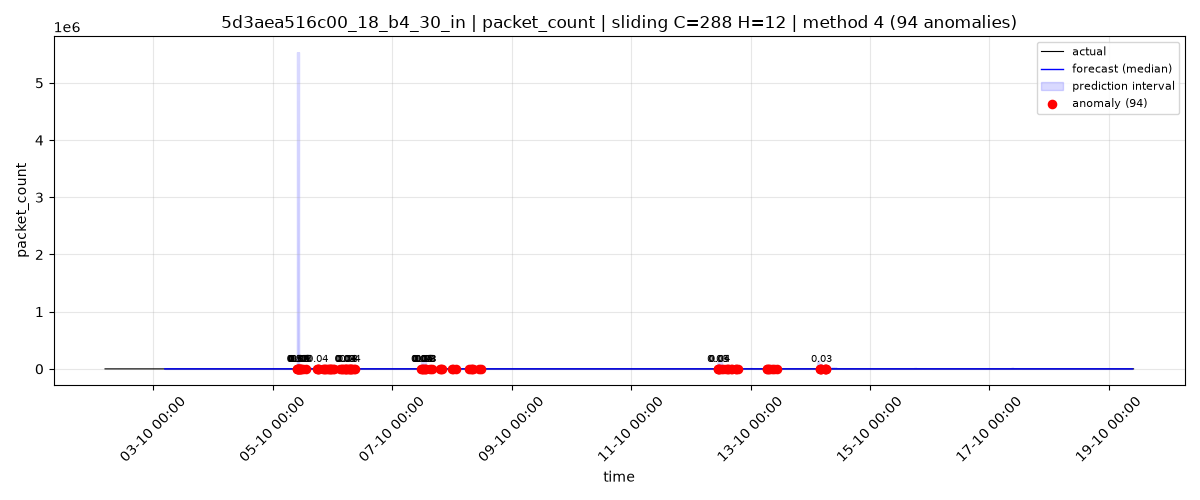 5d3aea516c00_18_b4_30_in | packet_count | sliding C=288 H=12 | method 4 (94 anomalies)
1e6
actual
forecast (median)
prediction interval
anomaly (94)
5
4
3
2
1
0
packet_count
0.04
0.03
03-10 00:00
05-10 00:00
07-10 00:00
09-10 00:00
11-10 00:00
13-10 00:00
15-10 00:00
17-10 00:00
19-10 00:00
time